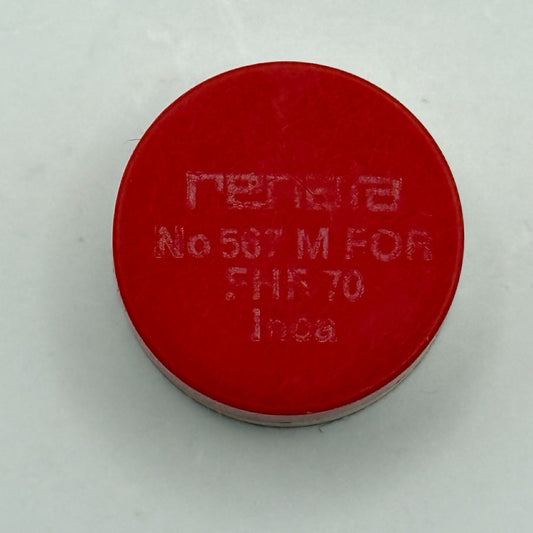 renata
No 567 M FOR
FHF 70
Inca